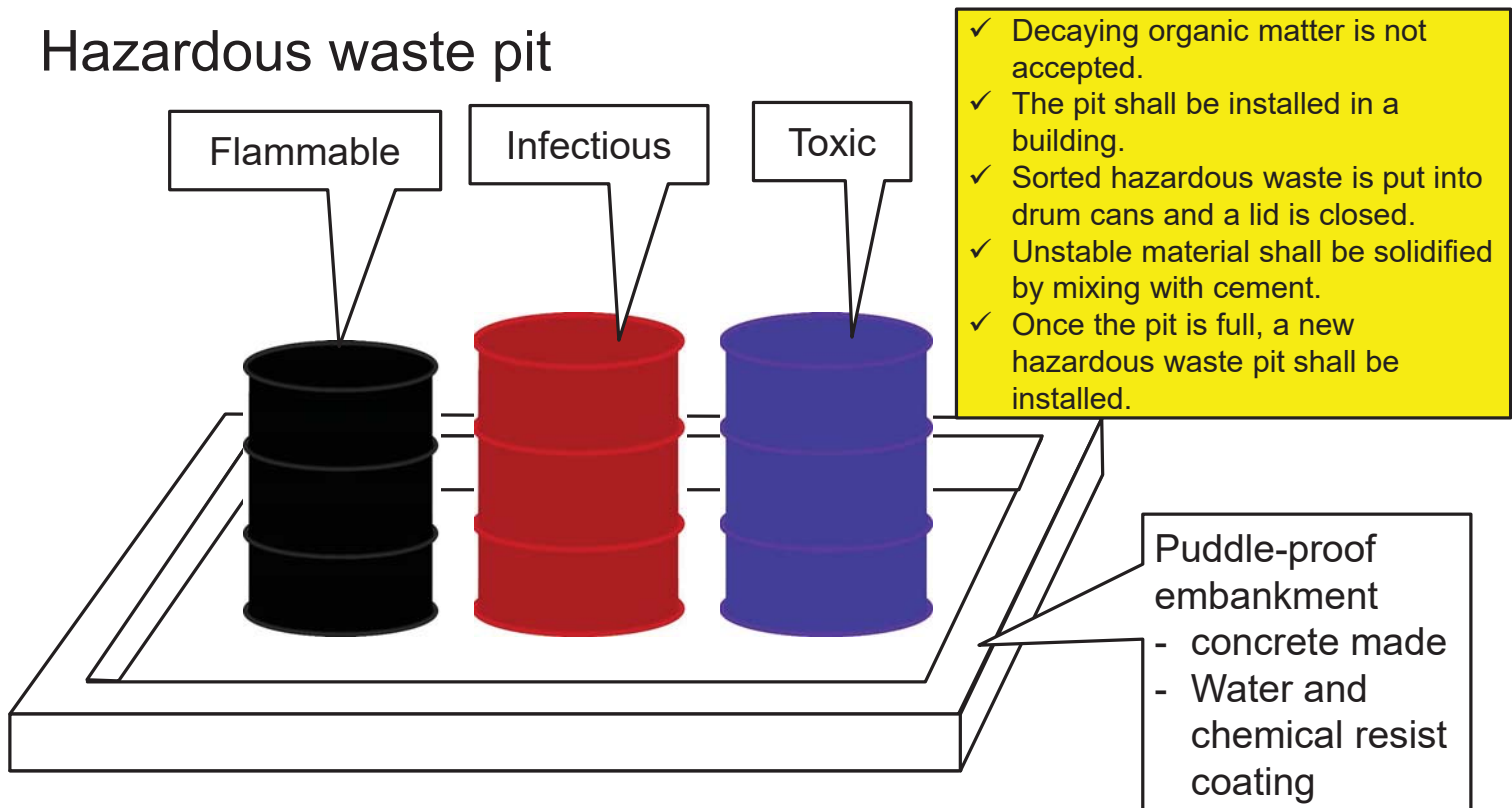 Hazardous waste pit
Flammable
Infectious
Toxic
✓ Decaying organic matter is not
accepted.
✓ The pit shall be installed in a
building.
✓ Sorted hazardous waste is put into
drum cans and a lid is closed.
✓ Unstable material shall be solidified
by mixing with cement.
✓ Once the pit is full, a new
hazardous waste pit shall be
installed.
Puddle-proof
embankment
- concrete made
- Water and
chemical resist
coating